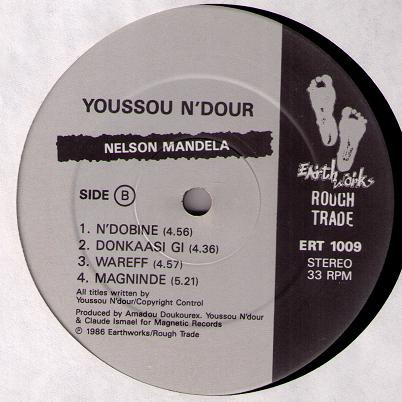 YOUSSOU N'DOUR
NELSON MANDELA
SIDE B
1. N'DOBINE (4.56)
2. DONKAASI GI (4.36)
3. WAREFF (4.57)
4. MAGNINDE (5.21)
All titles written by
Youssou N'dour/Copyright Control
Produced by Amadou Doukourex. Youssou N'dour
& Claude Ismael for Magnetic Records
℗ 1986 Earthworks/Rough Trade
Earth Works
ROUGH
TRADE
ERT 1009
STEREO
33 RPM